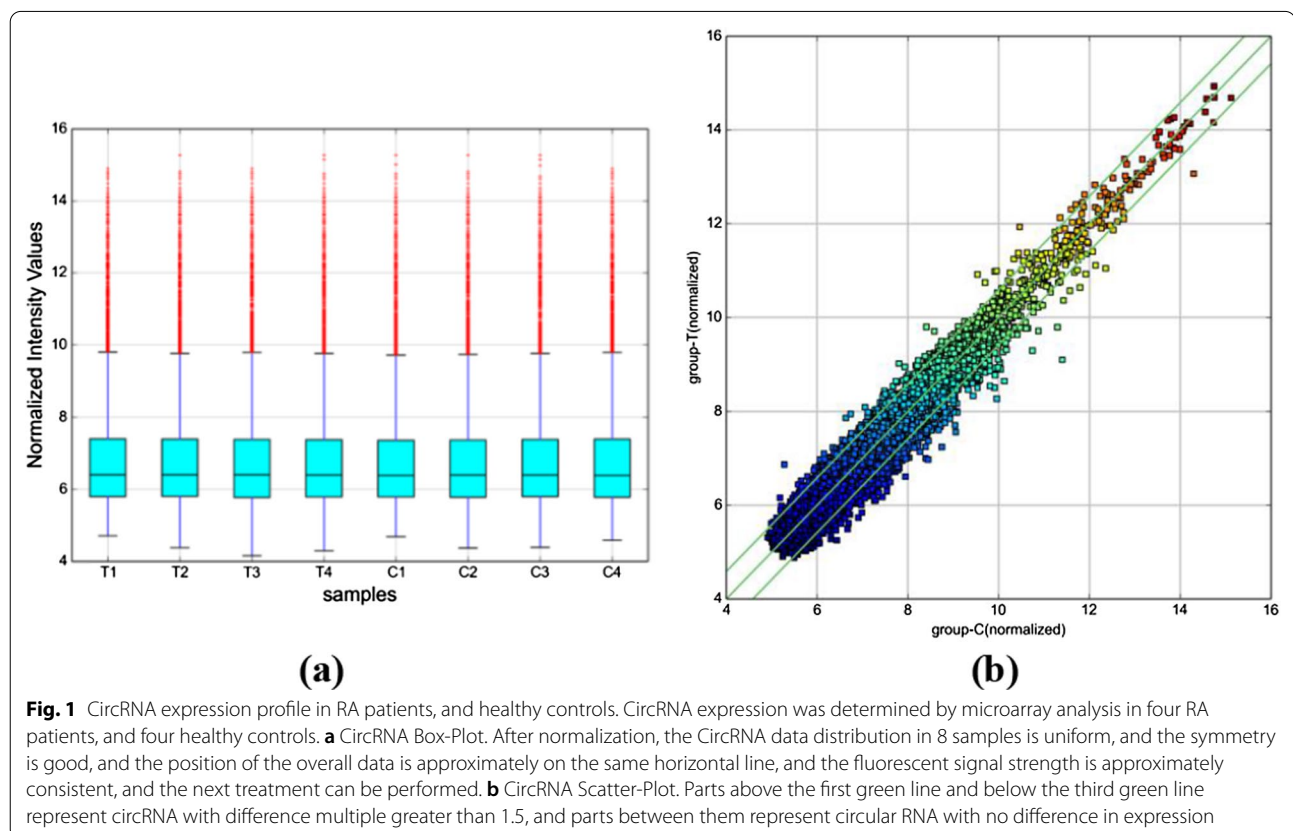 16
14
12
10
8
6
4
Normalized Intensity Values
T1 T2 T3 T4 C1 C2 C3 C4
samples
(a)
16
14
12
10
8
6
4
group-T(normalized)
4 6 8 10 12 14 16
group-C(normalized)
(b)
Fig. 1 CircRNA expression profile in RA patients, and healthy controls. CircRNA expression was determined by microarray analysis in four RA
patients, and four healthy controls. a CircRNA Box-Plot. After normalization, the CircRNA data distribution in 8 samples is uniform, and the symmetry
is good, and the position of the overall data is approximately on the same horizontal line, and the fluorescent signal strength is approximately
consistent, and the next treatment can be performed. b CircRNA Scatter-Plot. Parts above the first green line and below the third green line
represent circRNA with difference multiple greater than 1.5, and parts between them represent circular RNA with no difference in expression